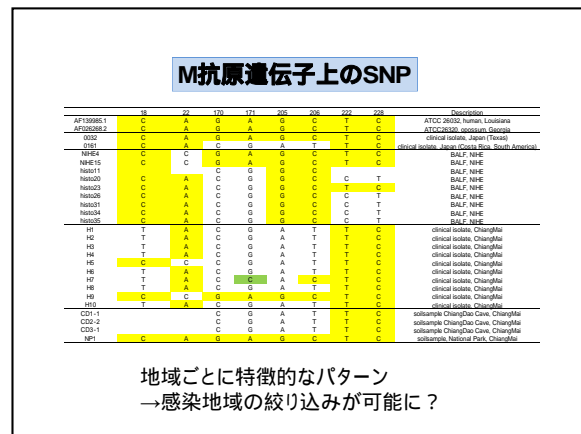 M抗原遺伝子上のSNP
18 22 170 171 205 206 222 228 Description
AF139985.1 C A G A G C T C ATCC 26032, human, Louisiana
AF026268.2 C A G A G C T C ATCC26320, opossum, Georgia
0032 C A G A G C T C clinical isolate, Japan (Texas)
0161 C A C G A T T C clinical isolate, Japan (Costa Rica, South America)
NIHE4 C C G A G C T C BALF, NIHE
NIHE15 C C G A G C T C BALF, NIHE
histo11 C G G C BALF, NIHE
histo20 C A C G G C C T BALF, NIHE
histo23 C A C G G C T C BALF, NIHE
histo26 C A C G G C C T BALF, NIHE
histo31 C A C G G C C T BALF, NIHE
histo34 C A C G G C C T BALF, NIHE
histo35 C A C G G C C T BALF, NIHE
H1 T A C G A T T C clinical isolate, ChiangMai
H2 T A C G A T T C clinical isolate, ChiangMai
H3 T A C G A T T C clinical isolate, ChiangMai
H4 T A C G A T T C clinical isolate, ChiangMai
H5 C C C G A T T C clinical isolate, ChiangMai
H6 T A C G A T T C clinical isolate, ChiangMai
H7 T A C C A C T C clinical isolate, ChiangMai
H8 T A C G A T T C clinical isolate, ChiangMai
H9 C C G A G C T C clinical isolate, ChiangMai
H10 T A C G A T T C clinical isolate, ChiangMai
CD1-1 C G A T T C soilsample ChiangDao Cave, ChiangMai
CD2-2 C G A T T C soilsample ChiangDao Cave, ChiangMai
CD3-1 C G A T T C soilsample ChiangDao Cave, ChiangMai
NP1 C A G A G C T C soilsample, National Park, ChiangMai
地域ごとに特徴的なパターン
→感染地域の絞り込みが可能に？